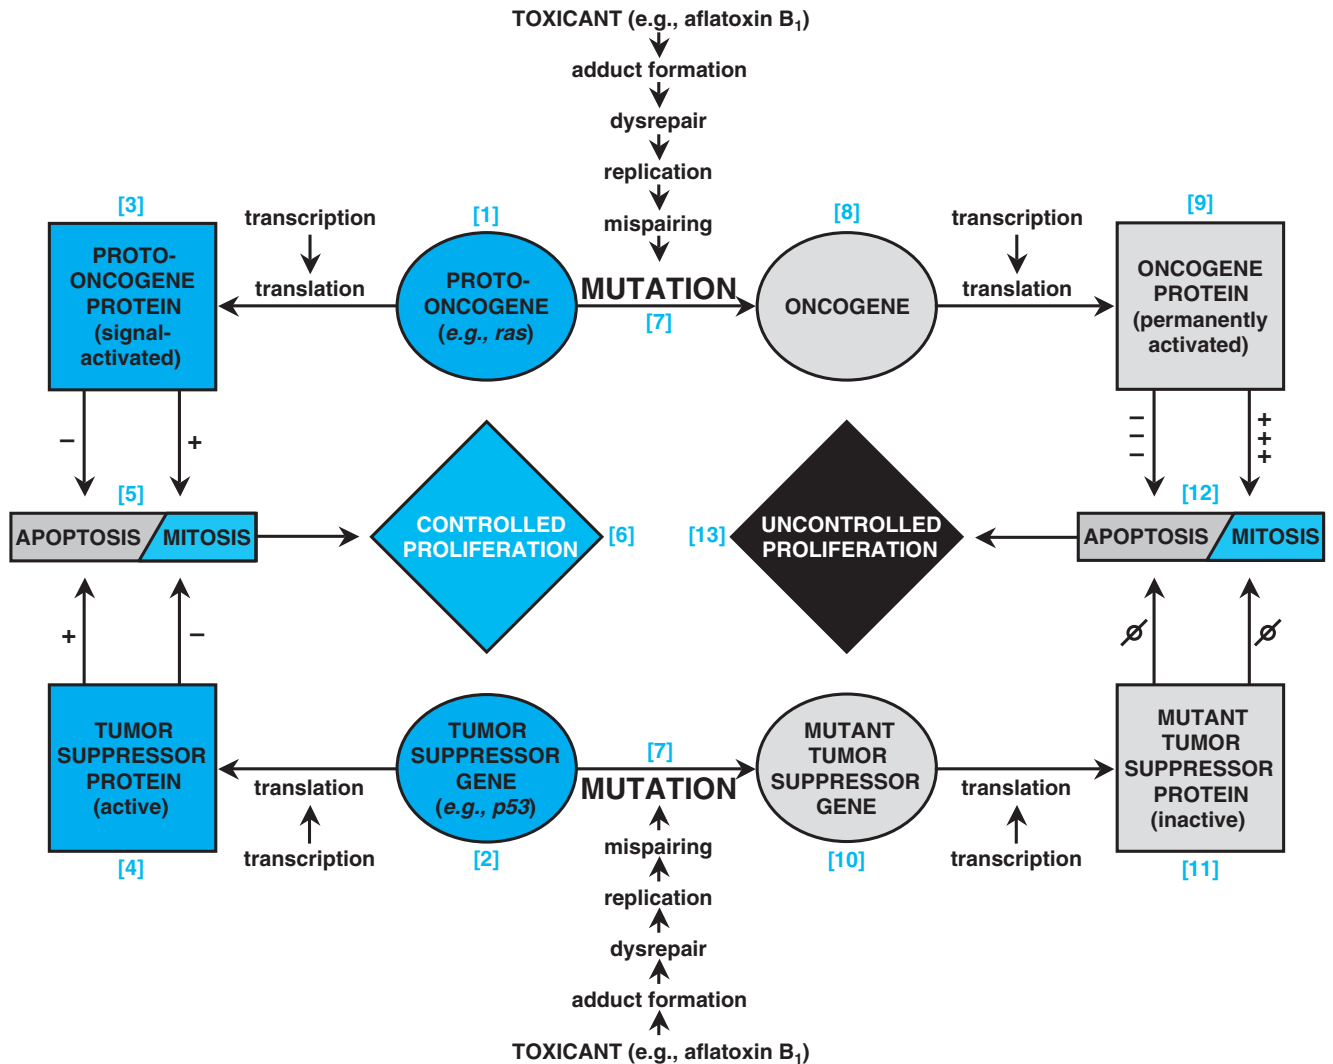 TOXICANT (e.g., aflatoxin B1)
adduct formation
dysrepair
replication
mispairing
MUTATION
[7]
[3]
PROTO-
ONCOGENE
PROTEIN
(signal-
activated)
transcription
translation
[1]
PROTO-
ONCOGENE
(e.g., ras)
[8]
ONCOGENE
transcription
translation
[9]
ONCOGENE
PROTEIN
(permanently
activated)
–
+
–
–
–
+
+
+
[5]
APOPTOSIS
MITOSIS
CONTROLLED
PROLIFERATION
[6]
[13]
UNCONTROLLED
PROLIFERATION
[12]
APOPTOSIS
MITOSIS
+
–
ø
ø
TUMOR
SUPPRESSOR
PROTEIN
(active)
[4]
translation
transcription
TUMOR
SUPPRESSOR
GENE
(e.g., p53)
[2]
[7]
MUTATION
mispairing
replication
dysrepair
adduct formation
TOXICANT (e.g., aflatoxin B1)
MUTANT
TUMOR
SUPPRESSOR
GENE
[10]
translation
transcription
MUTANT
TUMOR
SUPPRESSOR
PROTEIN
(inactive)
[11]